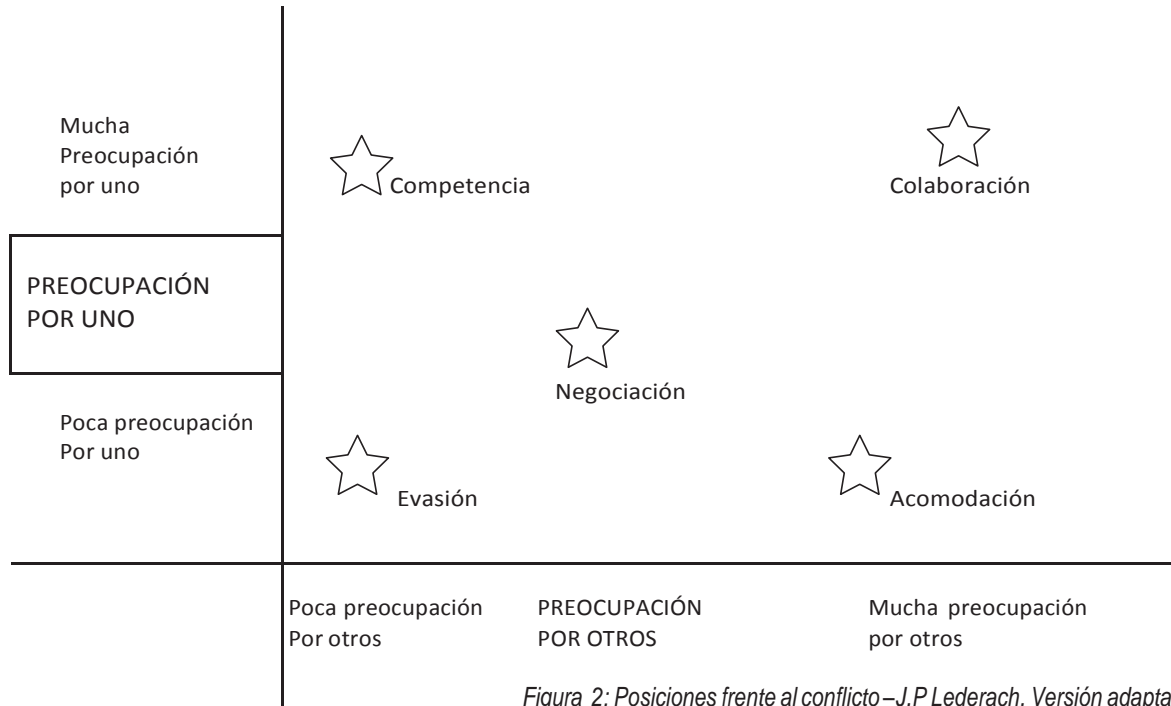 Mucha
Preocupación
por uno
Competencia
Colaboración
PREOCUPACIÓN
POR UNO
Negociación
Poca preocupación
Por uno
Evasión
Acomodación
Poca preocupación
Por otros
PREOCUPACIÓN
POR OTROS
Mucha preocupación
por otros
Figura 2: Posiciones frente al conflicto–J.P Lederach. Versión adapta